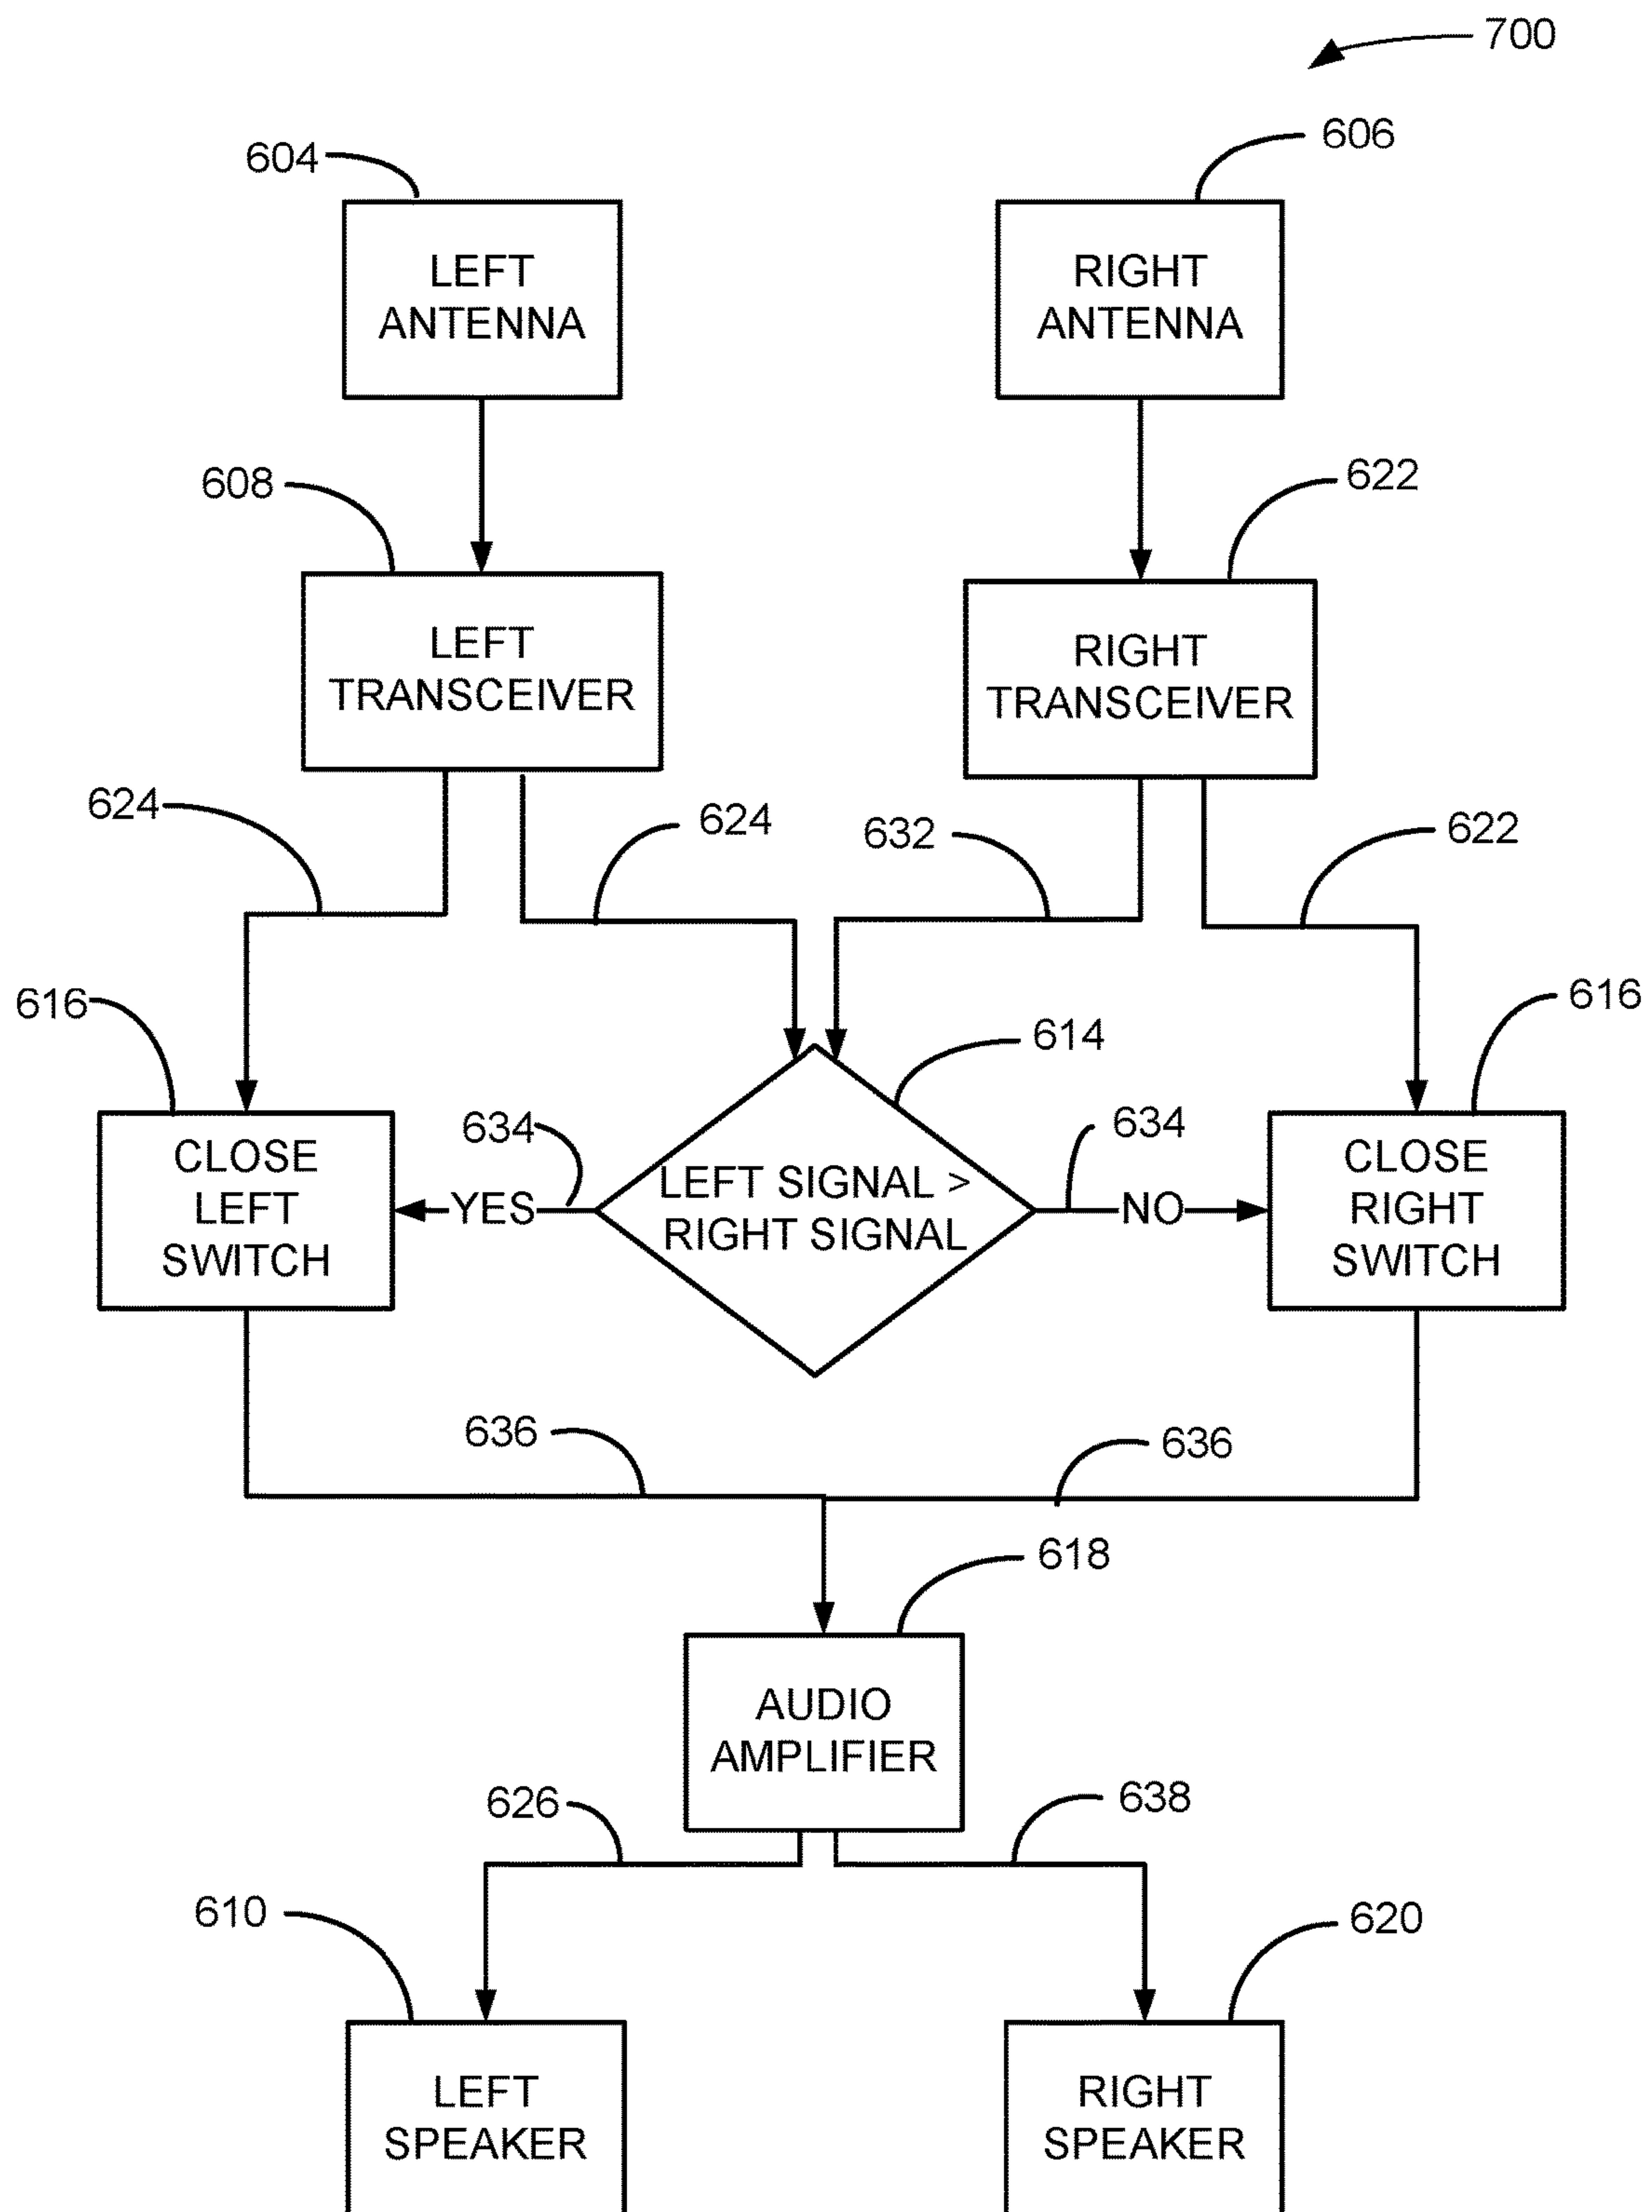 700
604
606
LEFT
ANTENNA
RIGHT
ANTENNA
608
622
LEFT
TRANSCEIVER
RIGHT
TRANSCEIVER
624
624
632
622
616
614
616
CLOSE
LEFT
SWITCH
634
YES
LEFT SIGNAL >
RIGHT SIGNAL
634
NO
CLOSE
RIGHT
SWITCH
636
636
618
AUDIO
AMPLIFIER
626
638
610
620
LEFT
SPEAKER
RIGHT
SPEAKER